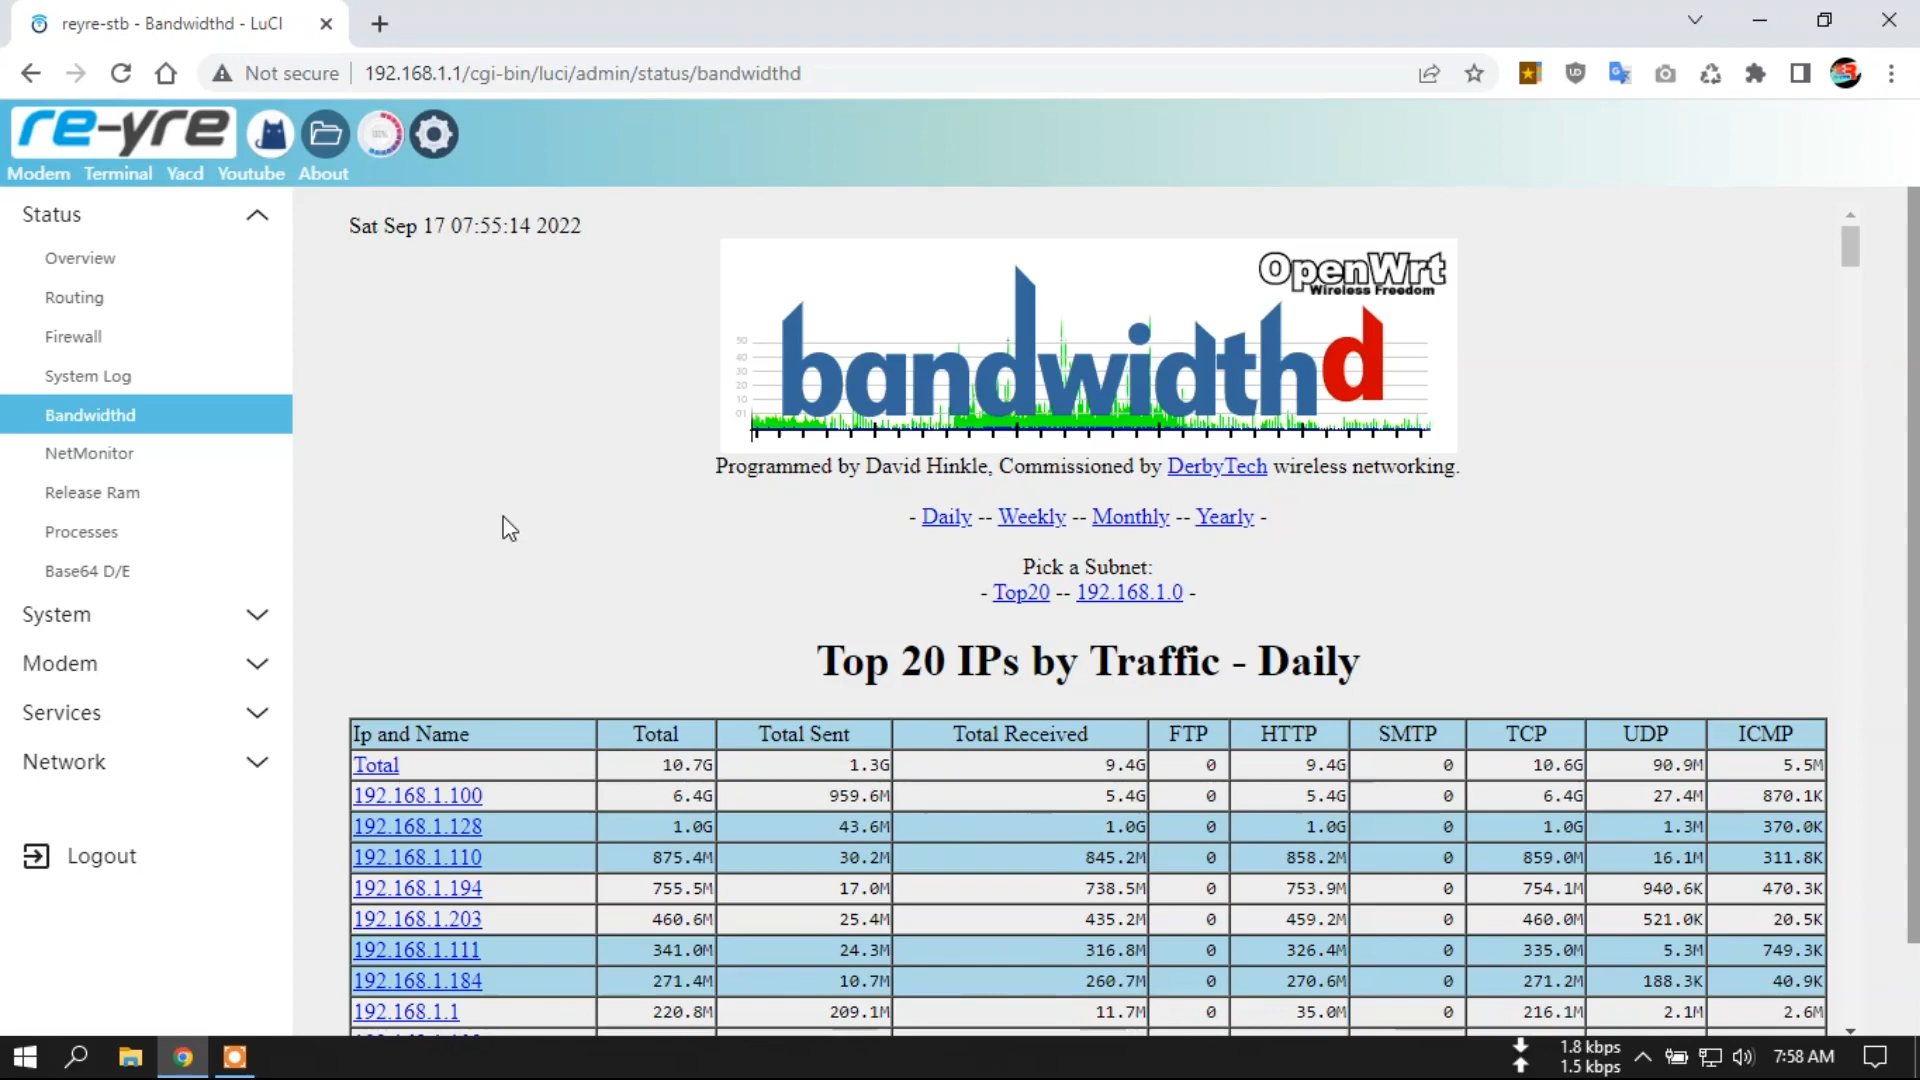 reyre-stb - Bandwidthd - LuCI
Not secure 192.168.1.1/cgi-bin/luci/admin/status/bandwidthd
re-yre
Modem Terminal Yacd Youtube About
Status
Overview
Routing
Firewall
System Log
Bandwidthd
NetMonitor
Release Ram
Processes
Base64 D/E
System
Modem
Services
Network
Logout
Sat Sep 17 07:55:14 2022
OpenWrt
Wireless Freedom
bandwidthd
50
40
30
20
10
01
Programmed by David Hinkle, Commissioned by DerbyTech wireless networking.
- Daily -- Weekly -- Monthly -- Yearly -
Pick a Subnet:
- Top20 -- 192.168.1.0 -
Top 20 IPs by Traffic - Daily
Ip and Name Total Total Sent Total Received FTP HTTP SMTP TCP UDP ICMP
Total 10.7G 1.3G 9.4G 0 9.4G 0 10.6G 90.9M 5.5M
192.168.1.100 6.4G 959.6M 5.4G 0 5.4G 0 6.4G 27.4M 870.1K
192.168.1.128 1.0G 43.6M 1.0G 0 1.0G 0 1.0G 1.3M 370.0K
192.168.1.110 875.4M 30.2M 845.2M 0 858.2M 0 859.0M 16.1M 311.8K
192.168.1.194 755.5M 17.0M 738.5M 0 753.9M 0 754.1M 940.6K 470.3K
192.168.1.203 460.6M 25.4M 435.2M 0 459.2M 0 460.0M 521.0K 20.5K
192.168.1.111 341.0M 24.3M 316.8M 0 326.4M 0 335.0M 5.3M 749.3K
192.168.1.184 271.4M 10.7M 260.7M 0 270.6M 0 271.2M 188.3K 40.9K
192.168.1.1 220.8M 209.1M 11.7M 0 35.0M 0 216.1M 2.1M 2.6M
1.8 kbps
1.5 kbps
7:58 AM